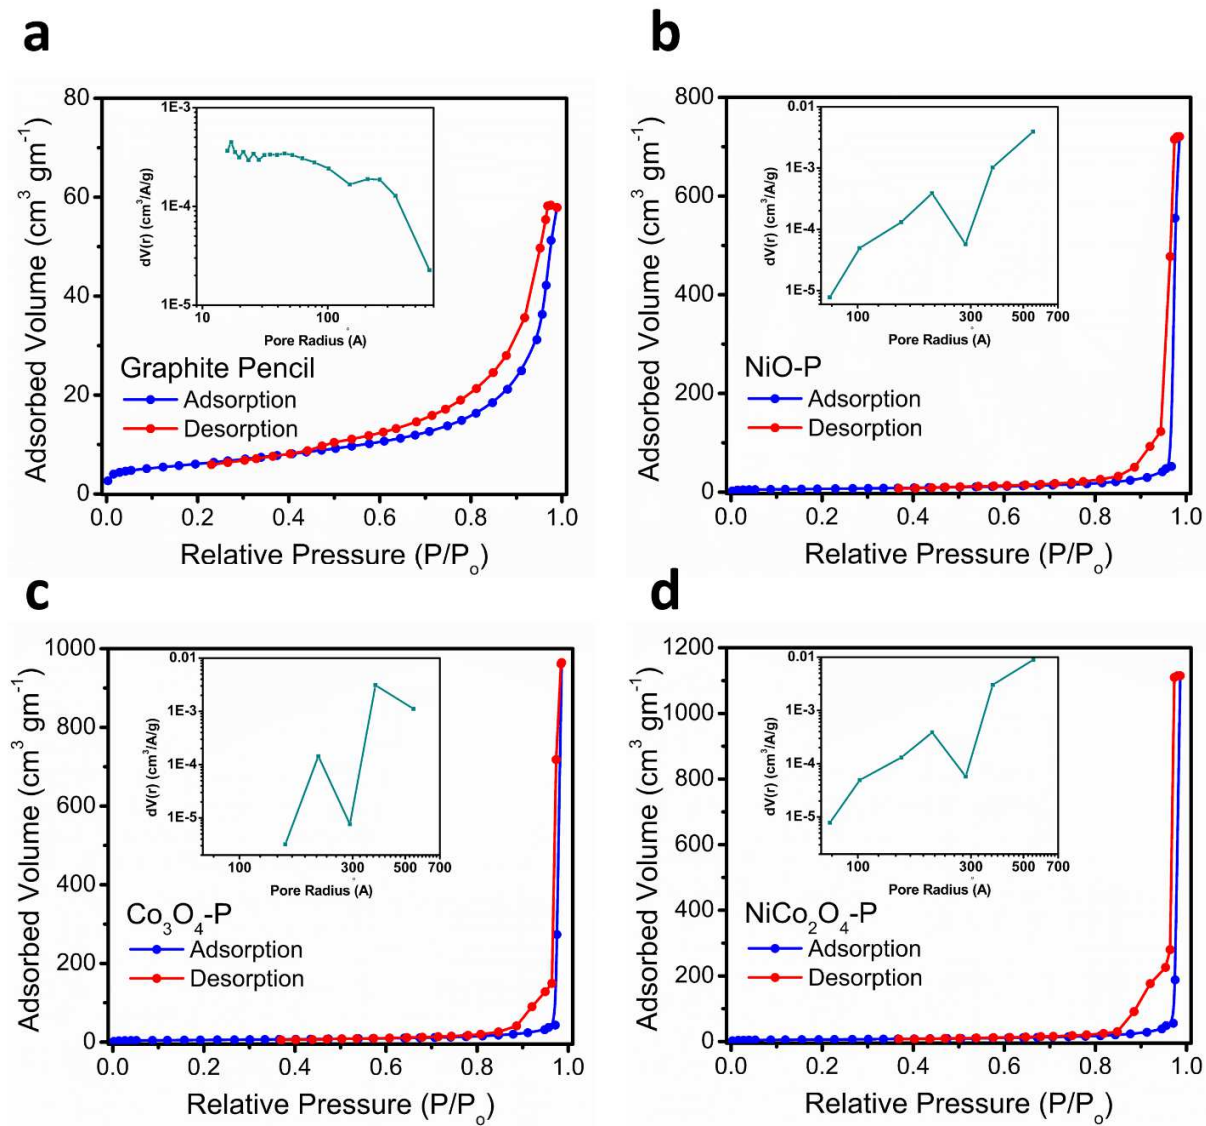 a
Adsorbed Volume (cm³ gm⁻¹)
80
60
40
20
0
0.0 0.2 0.4 0.6 0.8 1.0
Relative Pressure (P/Pₒ)
Graphite Pencil
Adsorption
Desorption
dV(r) (cm³/A/g)
1E-3
1E-4
1E-5
10 100
Pore Radius (Å)
b
Adsorbed Volume (cm³ gm⁻¹)
800
600
400
200
0
0.0 0.2 0.4 0.6 0.8 1.0
Relative Pressure (P/Pₒ)
NiO-P
Adsorption
Desorption
dV(r) (cm³/A/g)
0.01
1E-3
1E-4
1E-5
100 300 500 700
Pore Radius (Å)
c
Adsorbed Volume (cm³ gm⁻¹)
1000
800
600
400
200
0
0.0 0.2 0.4 0.6 0.8 1.0
Relative Pressure (P/Pₒ)
Co₃O₄-P
Adsorption
Desorption
dV(r) (cm³/A/g)
0.01
1E-3
1E-4
1E-5
100 300 500 700
Pore Radius (Å)
d
Adsorbed Volume (cm³ gm⁻¹)
1200
1000
800
600
400
200
0
0.0 0.2 0.4 0.6 0.8 1.0
Relative Pressure (P/Pₒ)
NiCo₂O₄-P
Adsorption
Desorption
dV(r) (cm³/A/g)
0.01
1E-3
1E-4
1E-5
100 300 500 700
Pore Radius (Å)